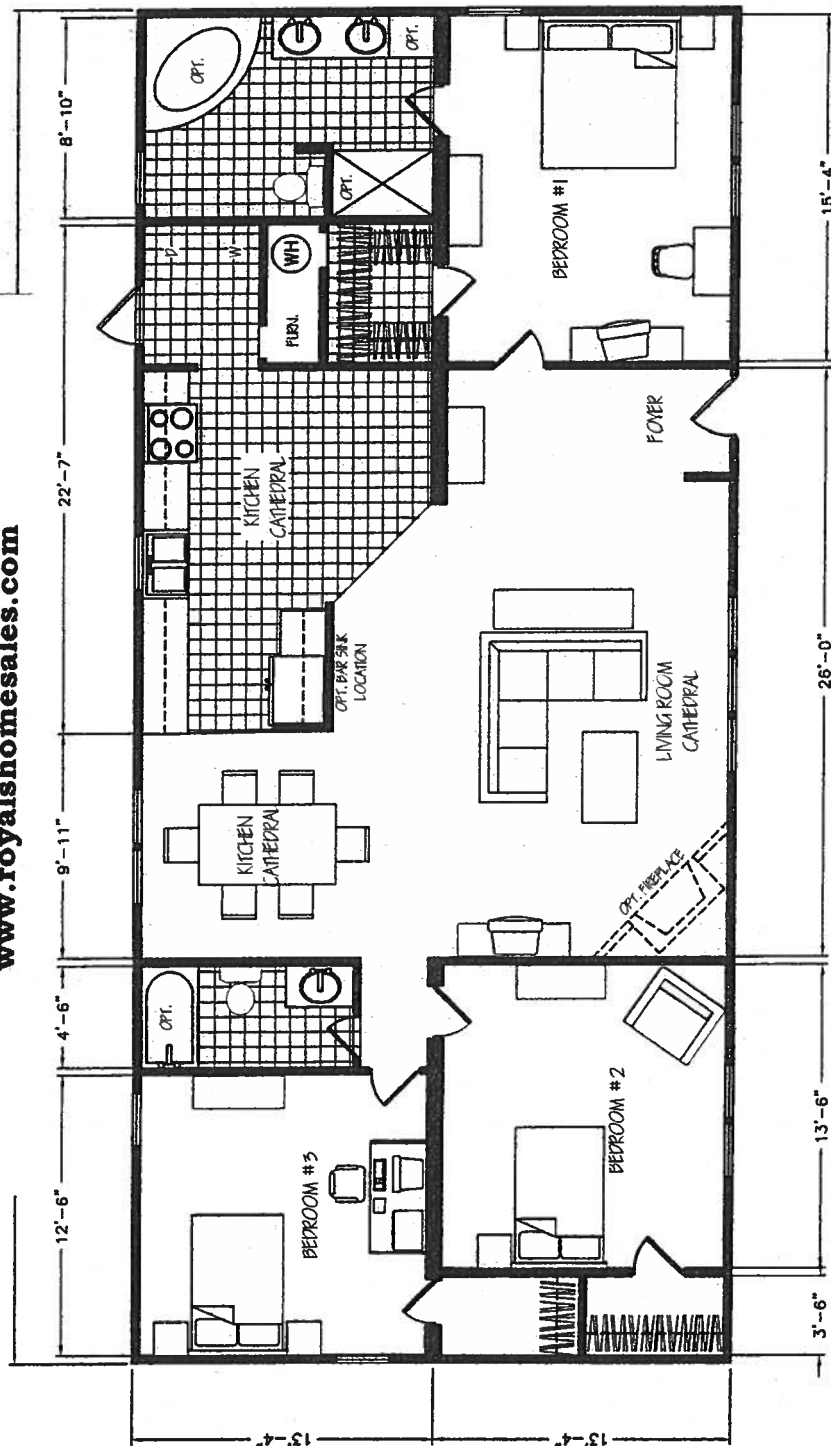 www.royalshomesales.com
12'-6"
4'-6"
9'-11"
22'-7"
8'-10"
OPT.
OPT.
OPT.
OPT.
D
W
WH
FURN.
KITCHEN
CATHEDRAL
OPT. BAR SINK
LOCATION
KITCHEN
CATHEDRAL
BEDROOM #3
BEDROOM #2
BEDROOM #1
LIVING ROOM
CATHEDRAL
OPT. FIREPLACE
FOYER
13'-4"
13'-4"
3'-6"
13'-6"
26'-0"
15'-4"